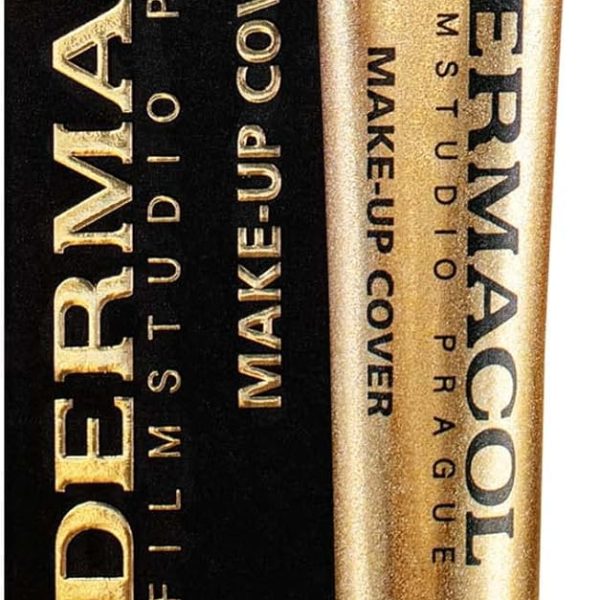 DERMA
FILMSTUDIO P
MAKE-UP COV
ERMACOL
MSTUDIO PRAGUE
MAKE-UP COVER